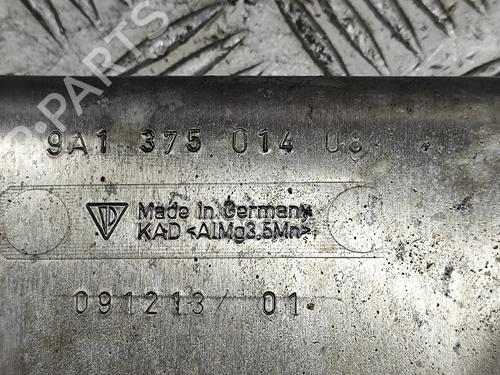 9A1 375 014 08
Made in Germany
KAD <AlMg3,5Mn>
091213/ 01